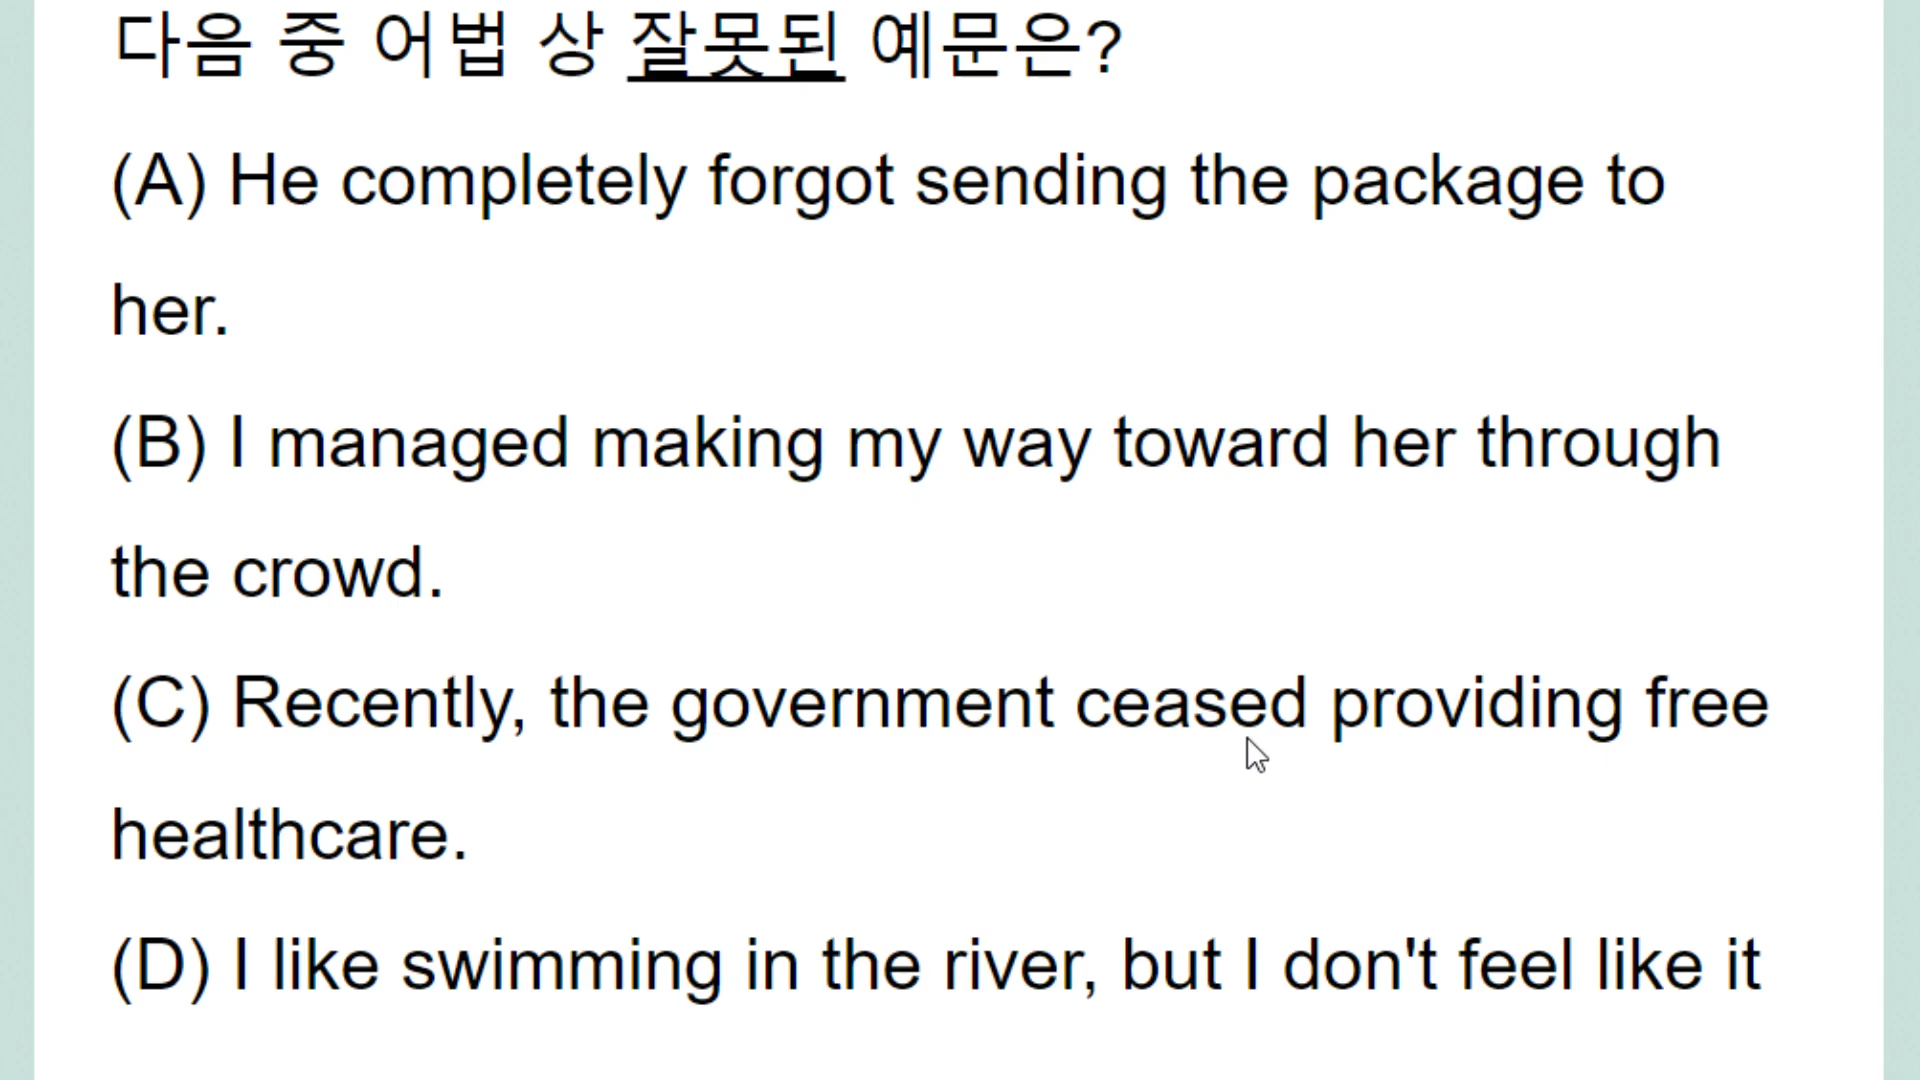 다음 중 어법 상 잘못된 예문은?
(A) He completely forgot sending the package to
her.
(B) I managed making my way toward her through
the crowd.
(C) Recently, the government ceased providing free
healthcare.
(D) I like swimming in the river, but I don't feel like it